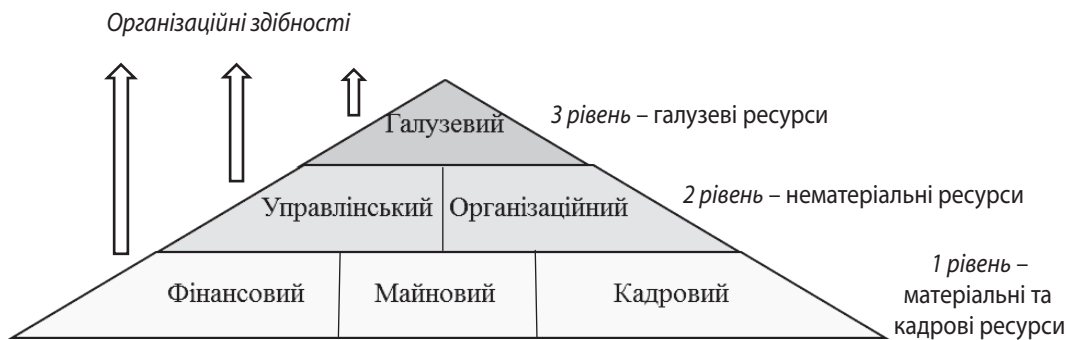 Організаційні здібності
Галузевий
3 рівень – галузеві ресурси
Управлінський Організаційний
2 рівень – нематеріальні ресурси
Фінансовий Майновий Кадровий
1 рівень –
матеріальні та
кадрові ресурси